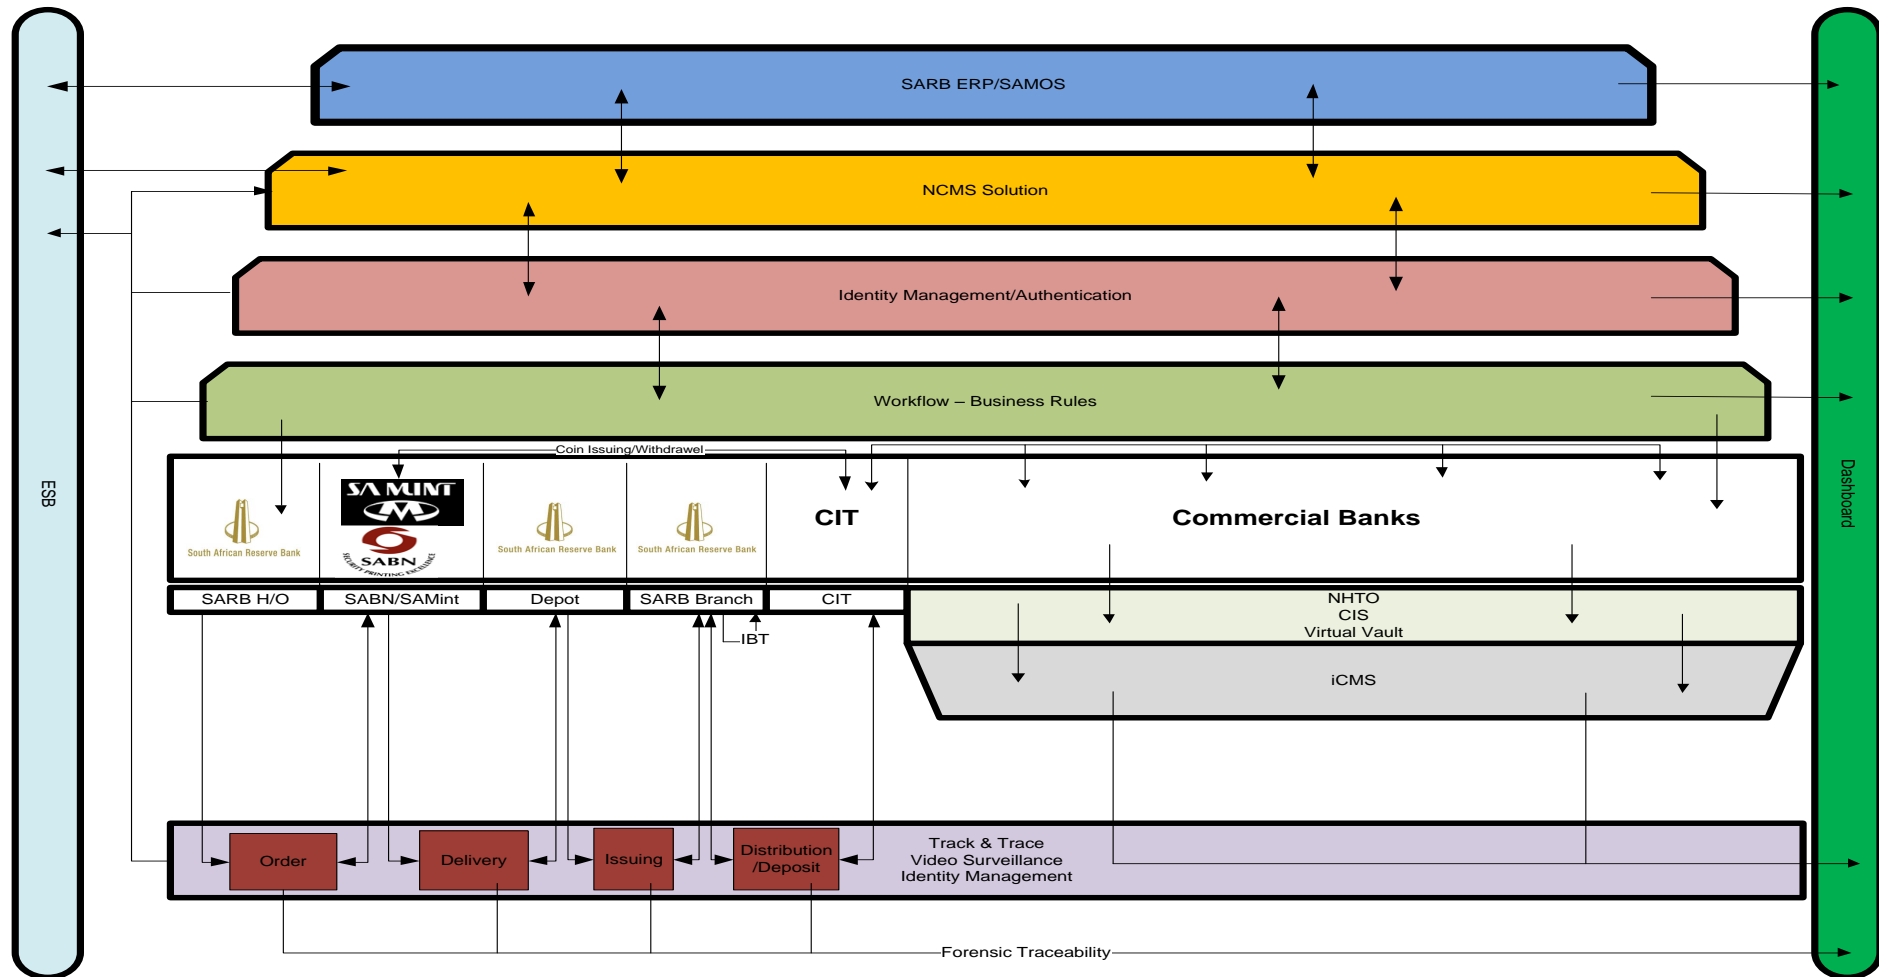 SARB ERP/SAMOS
NCMS Solution
Identity Management/Authentication
Workflow – Business Rules
ESB
Dashboard
Coin Issuing/Withdrawel
South African Reserve Bank
SA MINT
SABN
SECURITY PRINTING EXCELLENCE
South African Reserve Bank
South African Reserve Bank
CIT
Commercial Banks
SARB H/O
SABN/SAMint
Depot
SARB Branch
CIT
NHTO
CIS
Virtual Vault
IBT
iCMS
Order
Delivery
Issuing
Distribution
/Deposit
Track & Trace
Video Surveillance
Identity Management
Forensic Traceability